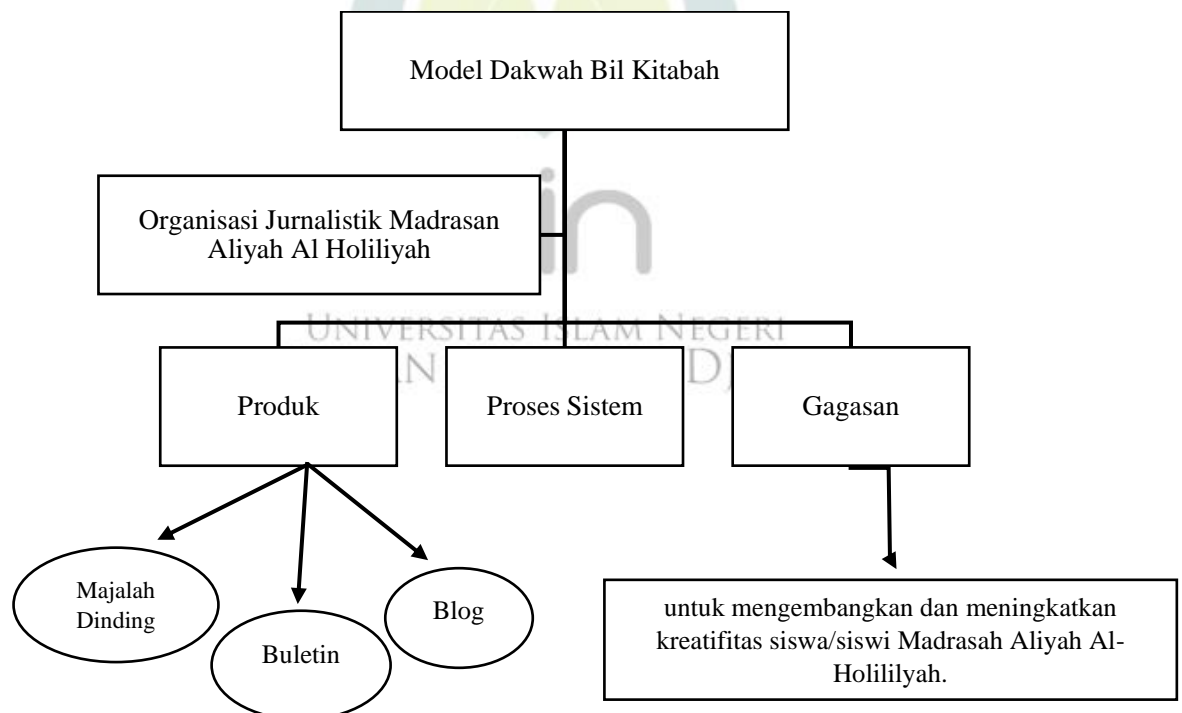 Model Dakwah Bil Kitabah
in
Organisasi Jurnalistik Madrasan
Aliyah Al Holiliyah
UNIVERSITAS ISLAM NEGERI
Produk
Proses Sistem
Gagasan
Majalah
Dinding
Buletin
Blog
untuk mengembangkan dan meningkatkan
kreatifitas siswa/siswi Madrasah Aliyah Al-
Holililyah.